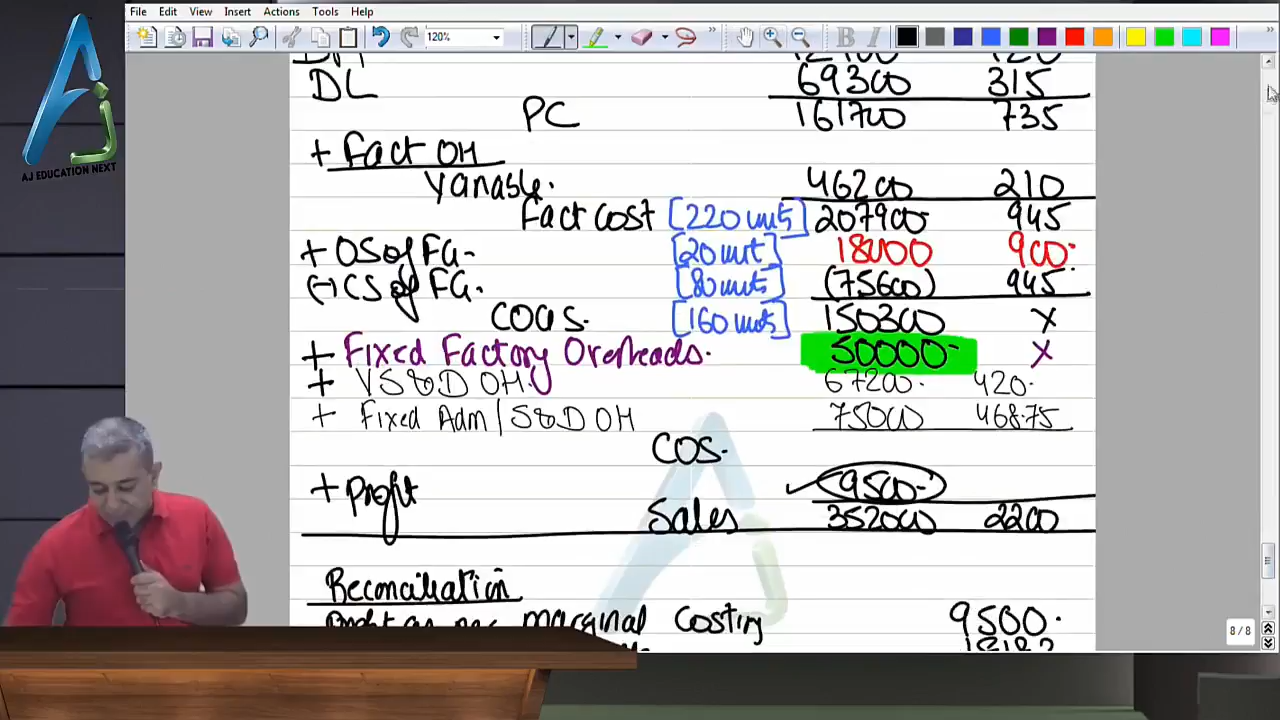 File Edit View Insert Actions Tools Help
120%
AJ EDUCATION NEXT
DL 69300 315
PC 161700 735
+ Fact OH
Variable. 46200 210
Fact Cost [220 units] 207900 945
+ OS of FG. [20 unit] 18000 900.
(-) CS of FG. [80 units] (75600) 945
COGS. [160 units] 150300 X
+ Fixed Factory Overheads. 50000 X
+ VS&D OH. 67200. 420.
+ Fixed Adm/S&D OH 75000 468.75
COS.
+ Profit 9500
Sales 352000 2200
Reconciliation
Profit as per marginal costing 9500.
8 / 8